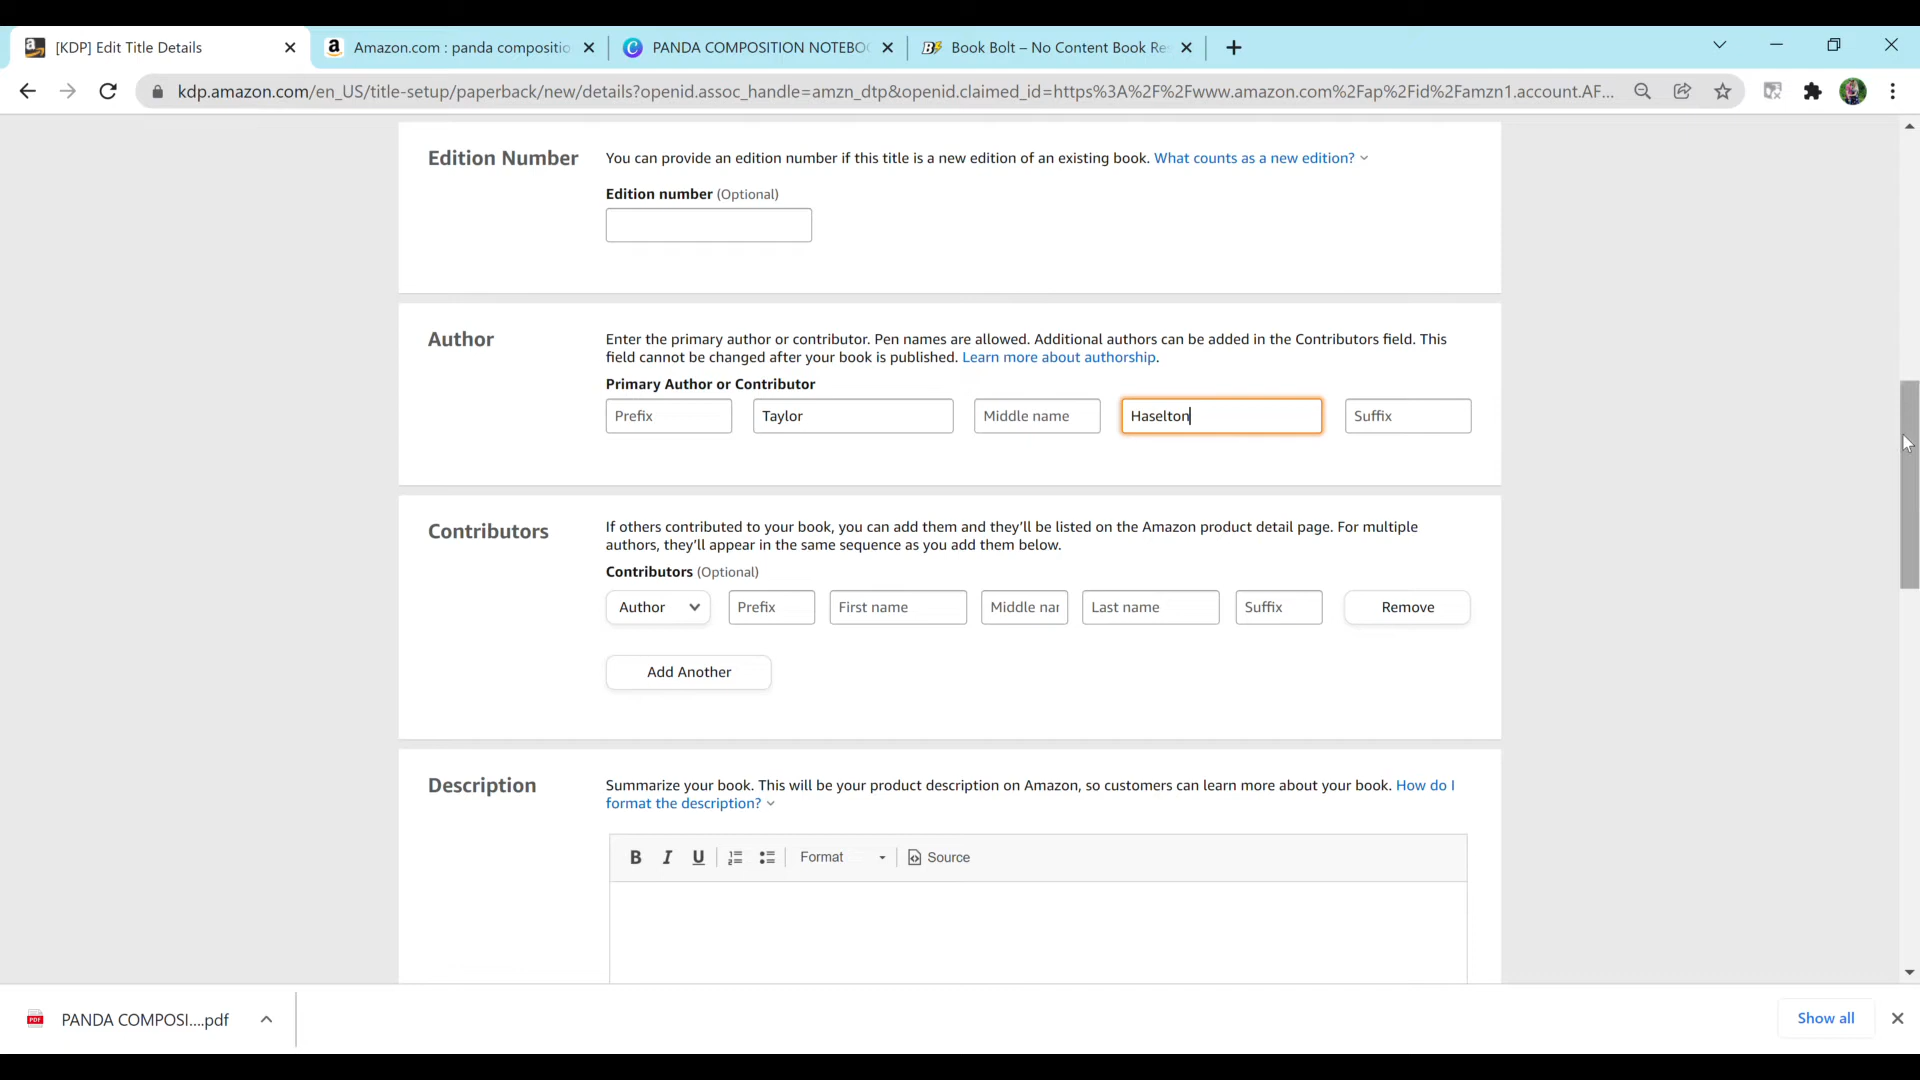 [KDP] Edit Title Details
Amazon.com : panda compositio
PANDA COMPOSITION NOTEBO
Book Bolt – No Content Book Re
kdp.amazon.com/en_US/title-setup/paperback/new/details?openid.assoc_handle=amzn_dtp&openid.claimed_id=https%3A%2F%2Fwww.amazon.com%2Fap%2Fid%2Famzn1.account.AF...
Edition Number
You can provide an edition number if this title is a new edition of an existing book. What counts as a new edition?
Edition number (Optional)
Author
Enter the primary author or contributor. Pen names are allowed. Additional authors can be added in the Contributors field. This
field cannot be changed after your book is published. Learn more about authorship.
Primary Author or Contributor
Prefix
Taylor
Middle name
Haselton
Suffix
Contributors
If others contributed to your book, you can add them and they'll be listed on the Amazon product detail page. For multiple
authors, they'll appear in the same sequence as you add them below.
Contributors (Optional)
Author
Prefix
First name
Middle nar
Last name
Suffix
Remove
Add Another
Description
Summarize your book. This will be your product description on Amazon, so customers can learn more about your book. How do I
format the description?
B I U
Format
Source
PDF
PANDA COMPOSI....pdf
Show all